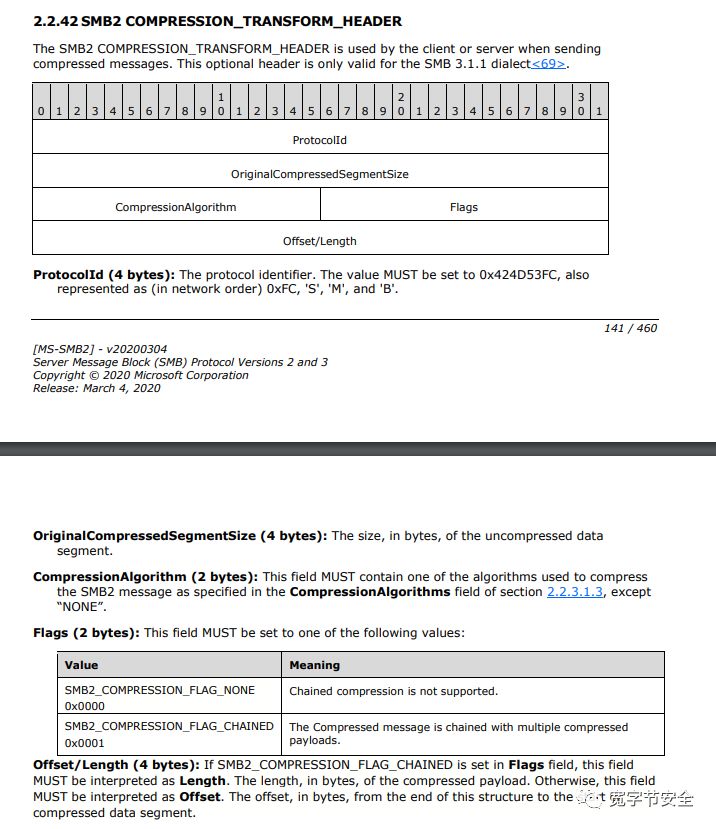 2.2.42 SMB2 COMPRESSION_TRANSFORM_HEADER
The SMB2 COMPRESSION_TRANSFORM_HEADER is used by the client or server when sending
compressed messages. This optional header is only valid for the SMB 3.1.1 dialect<69>.
0 1 2 3 4 5 6 7 8 9 10 1 2 3 4 5 6 7 8 9 20 1 2 3 4 5 6 7 8 9 30 1
ProtocolId
OriginalCompressedSegmentSize
CompressionAlgorithm Flags
Offset/Length
ProtocolId (4 bytes): The protocol identifier. The value MUST be set to 0x424D53FC, also
represented as (in network order) 0xFC, 'S', 'M', and 'B'.
141 / 460
[MS-SMB2] - v20200304
Server Message Block (SMB) Protocol Versions 2 and 3
Copyright © 2020 Microsoft Corporation
Release: March 4, 2020
OriginalCompressedSegmentSize (4 bytes): The size, in bytes, of the uncompressed data
segment.
CompressionAlgorithm (2 bytes): This field MUST contain one of the algorithms used to compress
the SMB2 message as specified in the CompressionAlgorithms field of section 2.2.3.1.3, except
“NONE”.
Flags (2 bytes): This field MUST be set to one of the following values:
Value Meaning
SMB2_COMPRESSION_FLAG_NONE
0x0000
Chained compression is not supported.
SMB2_COMPRESSION_FLAG_CHAINED
0x0001
The Compressed message is chained with multiple compressed
payloads.
Offset/Length (4 bytes): If SMB2_COMPRESSION_FLAG_CHAINED is set in Flags field, this field
MUST be interpreted as Length. The length, in bytes, of the compressed payload. Otherwise, this field
MUST be interpreted as Offset. The offset, in bytes, from the end of this structure to the
compressed data segment.
宽字节安全